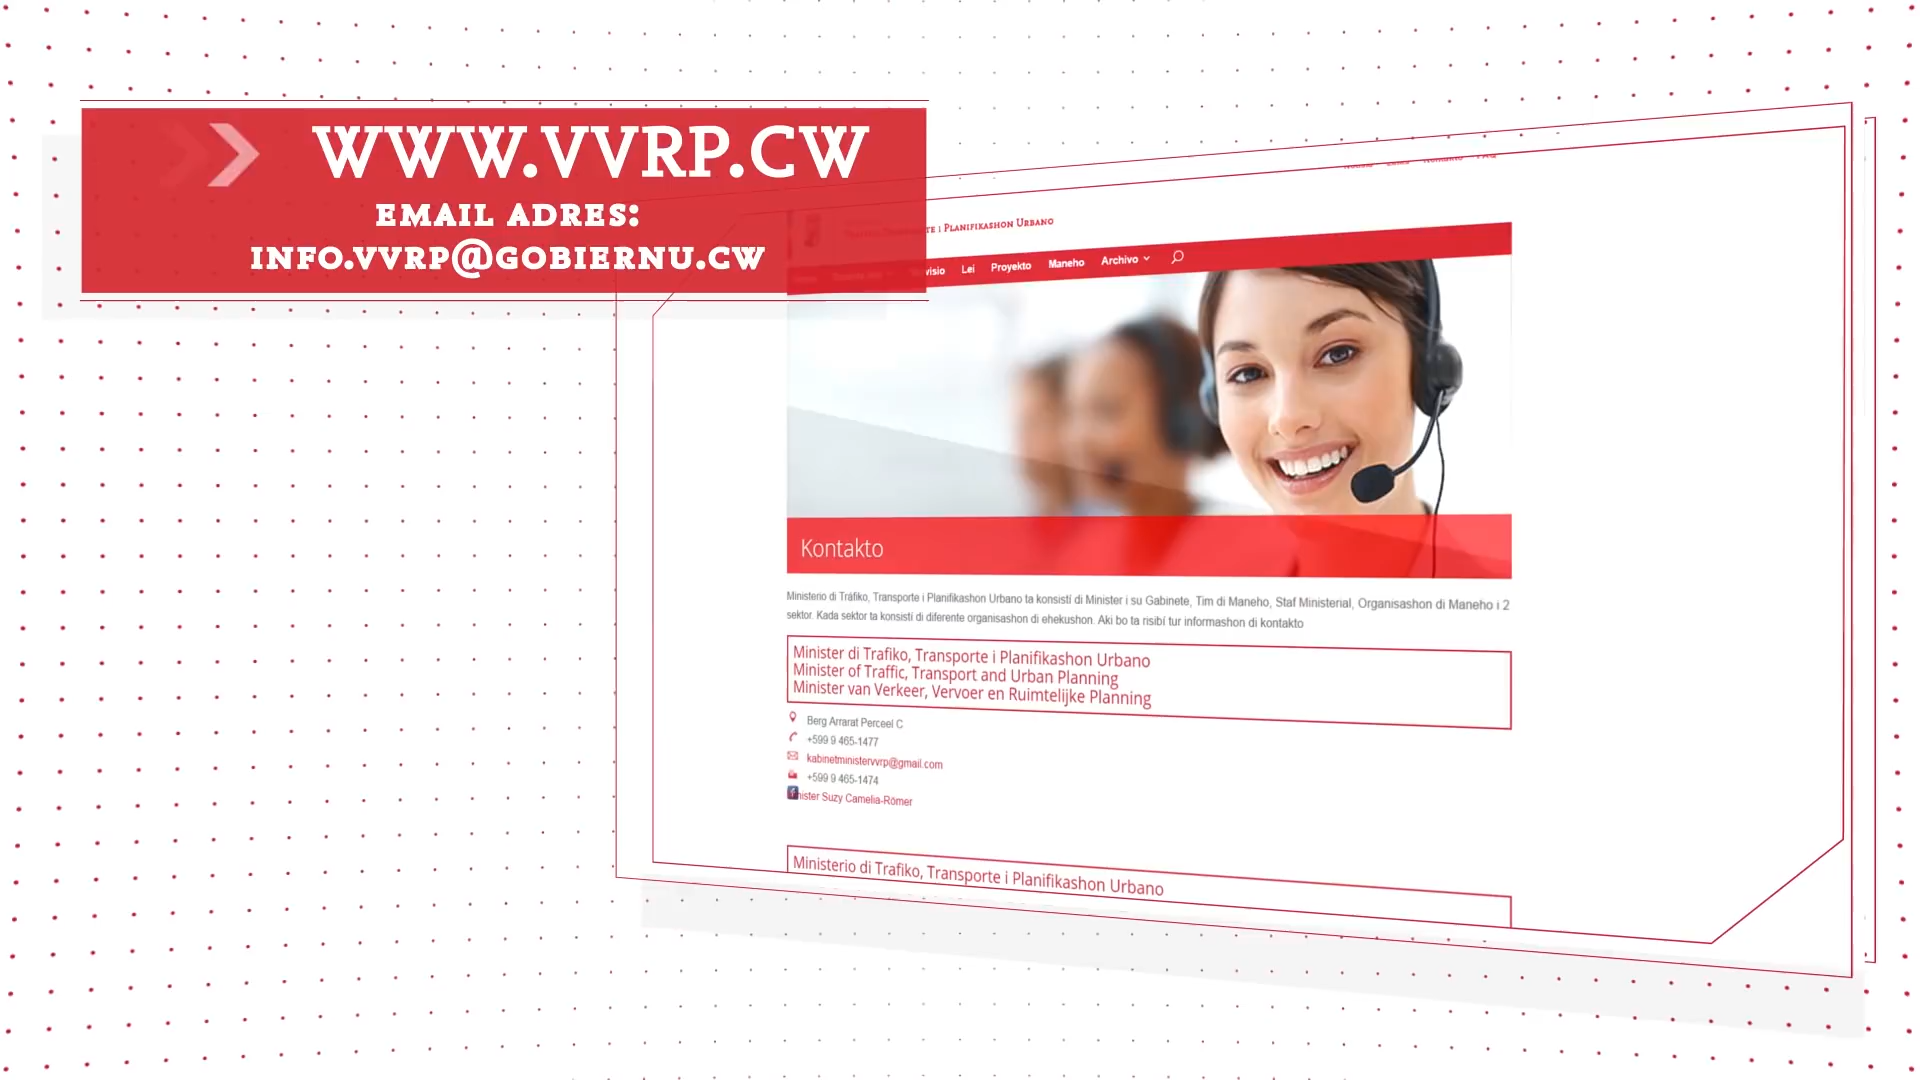 WWW.VVRP.CW
EMAIL ADRES:
INFO.VVRP@GOBIERNU.CW
i Planifikashon Urbano
Lei Proyekto Maneho Archivo
Kontakto
Ministerio di Tráfiko, Transporte i Planifikashon Urbano ta konsistí di Minister i su Gabinete, Tim di Maneho, Staf Ministerial, Organisashon di Maneho i 2
sektor. Kada sektor ta konsistí di diferente organisashon di ehekushon. Aki bo ta risibí tur informashon di kontakto
Minister di Trafiko, Transporte i Planifikashon Urbano
Minister of Traffic, Transport and Urban Planning
Minister van Verkeer, Vervoer en Ruimtelijke Planning
Berg Arrarat Perceel C
+599 9 465-1477
kabinetministervvrp@gmail.com
+599 9 465-1474
Suzy Camelia-Römer
Ministerio di Trafiko, Transporte i Planifikashon Urbano